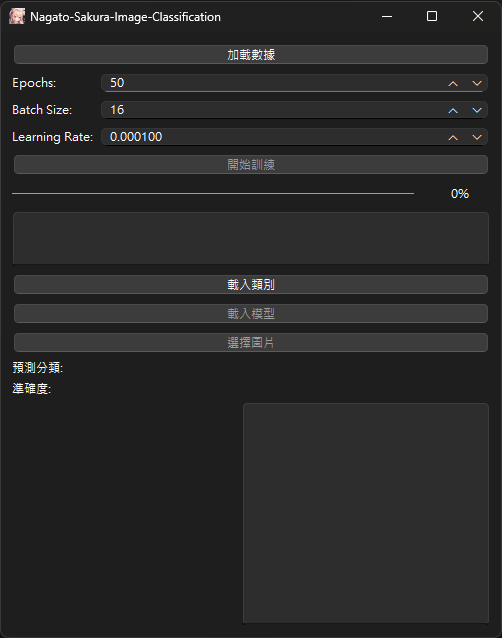 Nagato-Sakura-Image-Classification
加載數據
Epochs: 50
Batch Size: 16
Learning Rate: 0.000100
開始訓練
0%
載入類別
載入模型
選擇圖片
預測分類:
準確度: